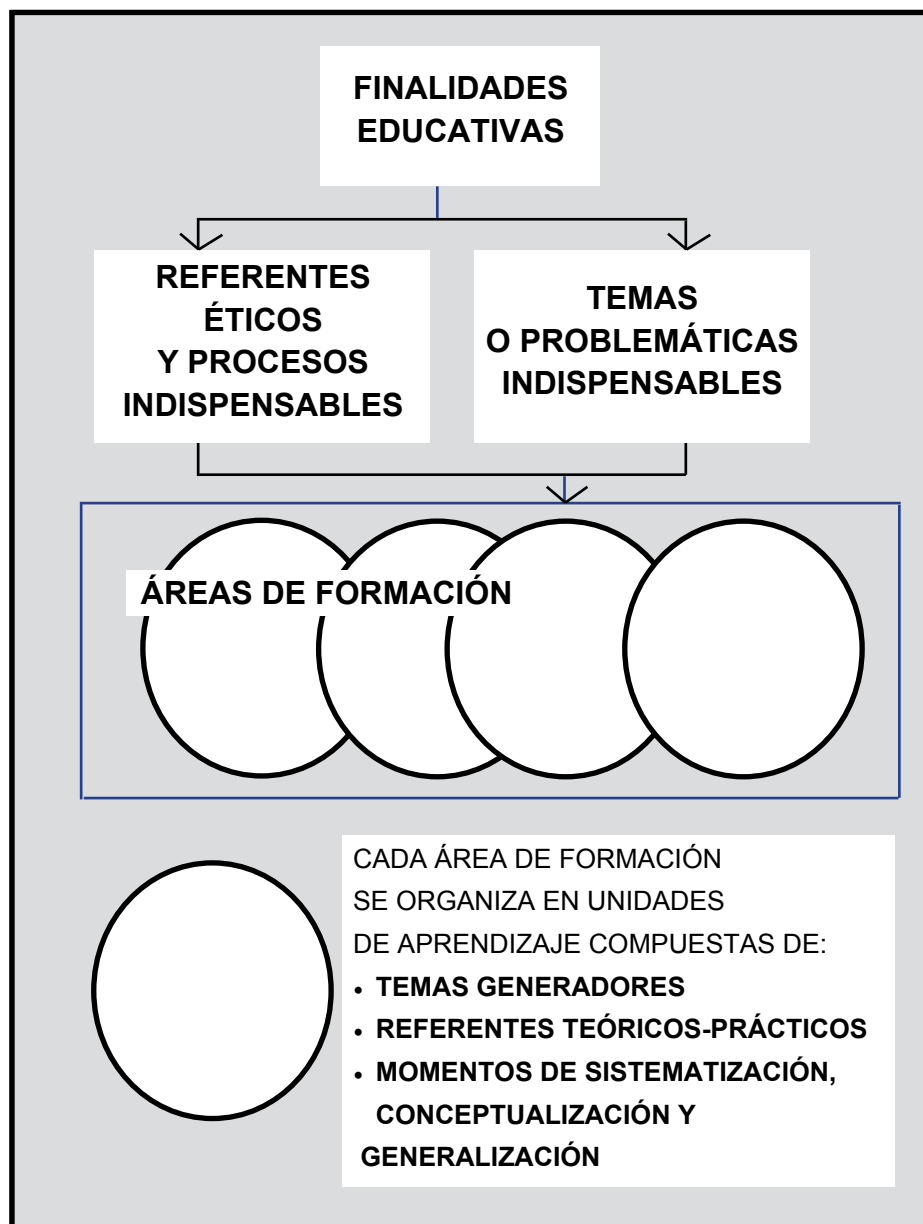 FINALIDADES
EDUCATIVAS
REFERENTES
ÉTICOS
Y PROCESOS
INDISPENSABLES
TEMAS
O PROBLEMÁTICAS
INDISPENSABLES
ÁREAS DE FORMACIÓN
CADA ÁREA DE FORMACIÓN
SE ORGANIZA EN UNIDADES
DE APRENDIZAJE COMPUESTAS DE:
• TEMAS GENERADORES
• REFERENTES TEÓRICOS-PRÁCTICOS
• MOMENTOS DE SISTEMATIZACIÓN,
CONCEPTUALIZACIÓN Y
GENERALIZACIÓN